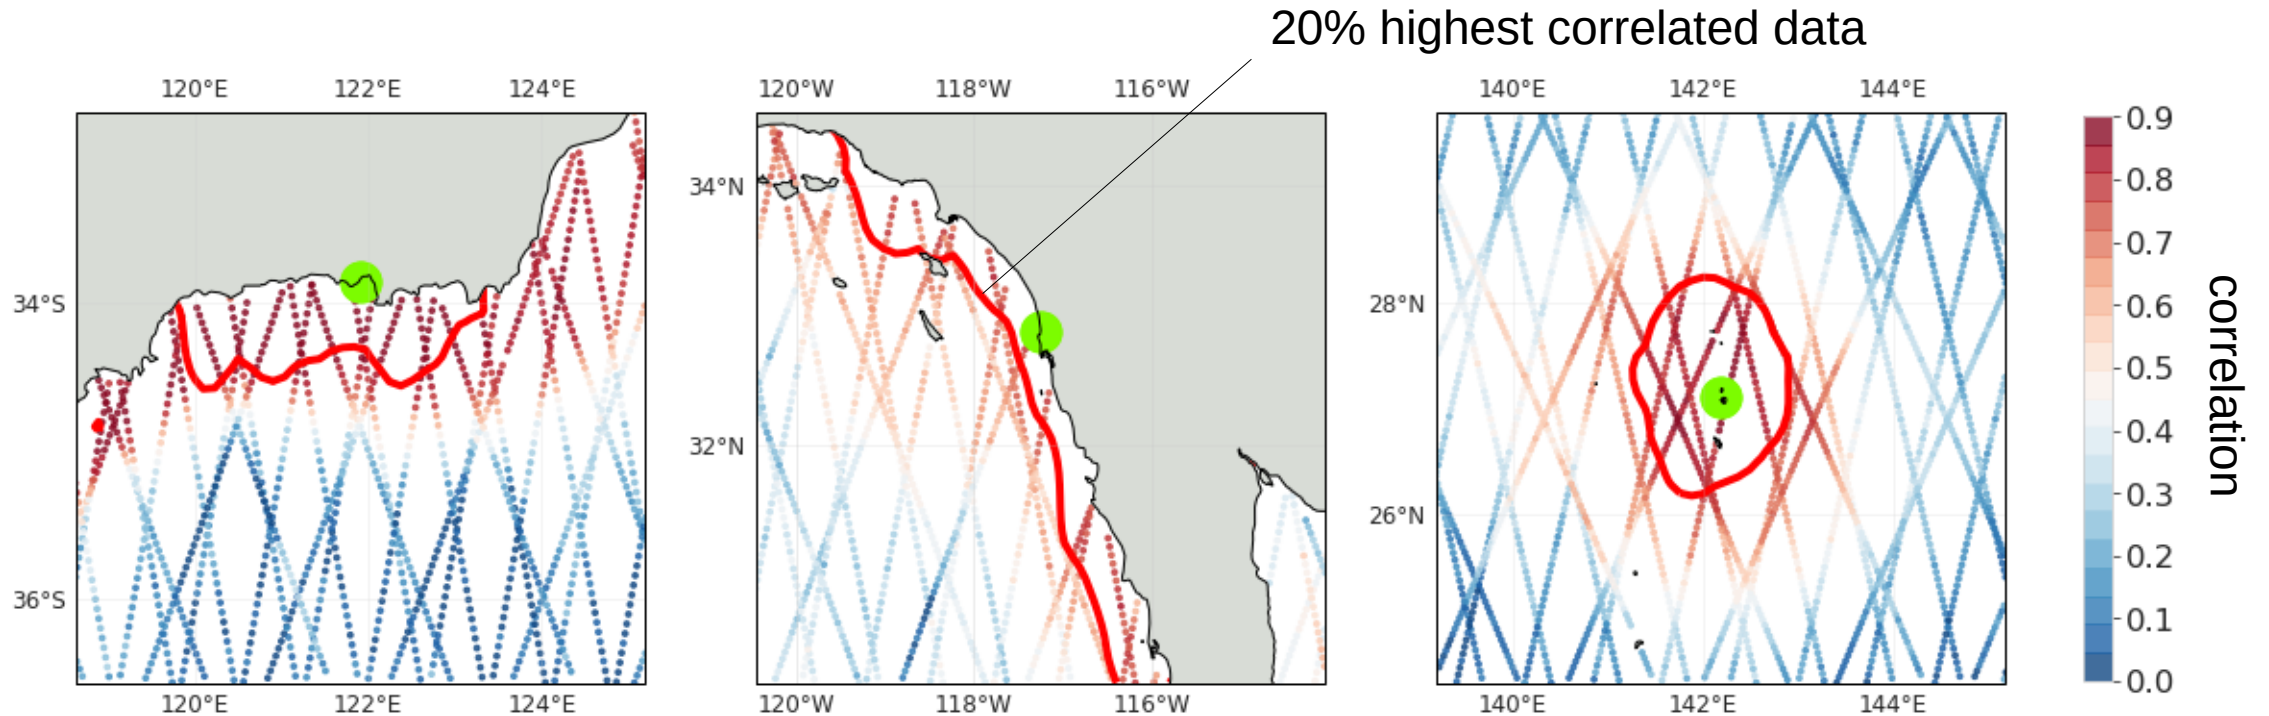 20% highest correlated data
120°E 122°E 124°E
120°W 118°W 116°W
140°E 142°E 144°E
34°S
36°S
120°E 122°E 124°E
34°N
32°N
120°W 118°W 116°W
28°N
26°N
140°E 142°E 144°E
0.9
0.8
0.7
0.6
0.5
0.4
0.3
0.2
0.1
0.0
correlation